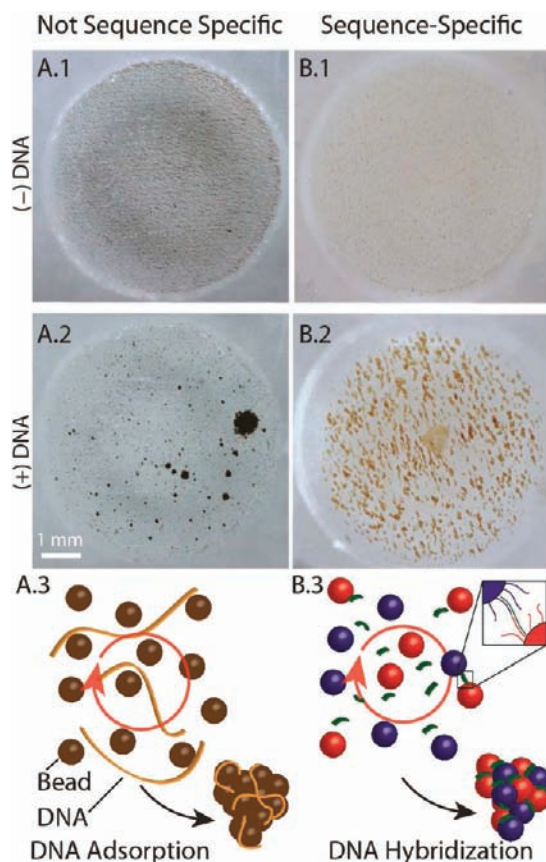 Not Sequence Specific
Sequence-Specific
(−) DNA
A.1
B.1
(+) DNA
A.2
B.2
1 mm
A.3
B.3
Bead
DNA
DNA Adsorption
DNA Hybridization